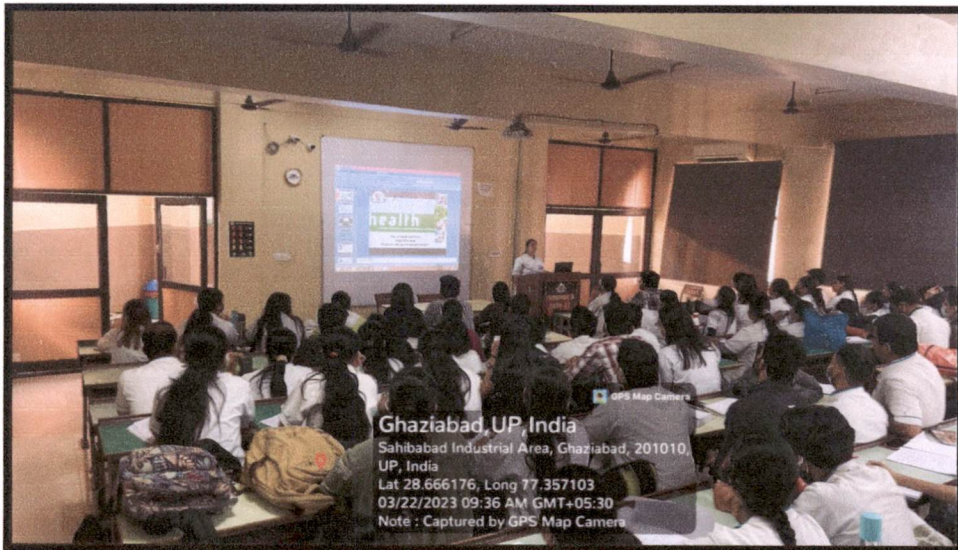 health
GPS Map Camera
Ghaziabad, UP, India
Sahibabad Industrial Area, Ghaziabad, 201010,
UP, India
Lat 28.666176, Long 77.357103
03/22/2023 09:36 AM GMT+05:30
Note : Captured by GPS Map Camera